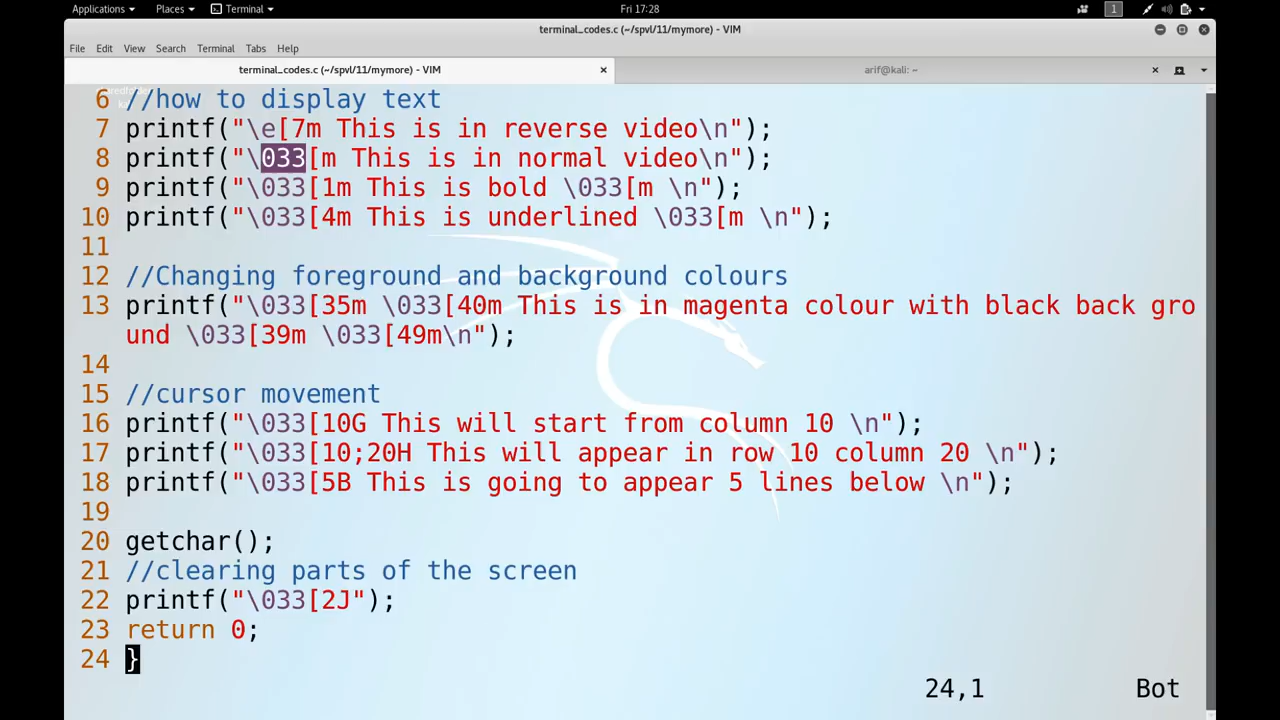 Applications Places Terminal Fri 17:28 1
terminal_codes.c (~/spvl/11/mymore) - VIM
File Edit View Search Terminal Tabs Help
terminal_codes.c (~/spvl/11/mymore) - VIM arif@kali: ~
6 //how to display text
7 printf("\e[7m This is in reverse video\n");
8 printf("\033[m This is in normal video\n");
9 printf("\033[1m This is bold \033[m \n");
10 printf("\033[4m This is underlined \033[m \n");
11
12 //Changing foreground and background colours
13 printf("\033[35m \033[40m This is in magenta colour with black back gro
und \033[39m \033[49m\n");
14
15 //cursor movement
16 printf("\033[10G This will start from column 10 \n");
17 printf("\033[10;20H This will appear in row 10 column 20 \n");
18 printf("\033[5B This is going to appear 5 lines below \n");
19
20 getchar();
21 //clearing parts of the screen
22 printf("\033[2J");
23 return 0;
24 }
24,1 Bot